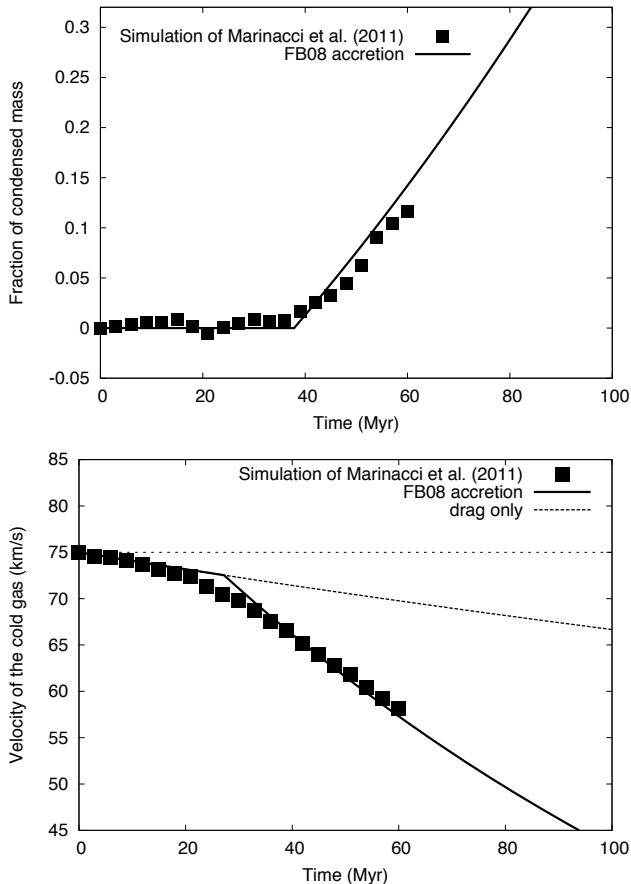 Simulation of Marinacci et al. (2011)
FB08 accretion
0.3
0.25
0.2
0.15
0.1
0.05
0
-0.05
Fraction of condensed mass
0 20 40 60 80 100
Time (Myr)
Simulation of Marinacci et al. (2011)
FB08 accretion
drag only
85
80
75
70
65
60
55
50
45
Velocity of the cold gas (km/s)
0 20 40 60 80 100
Time (Myr)